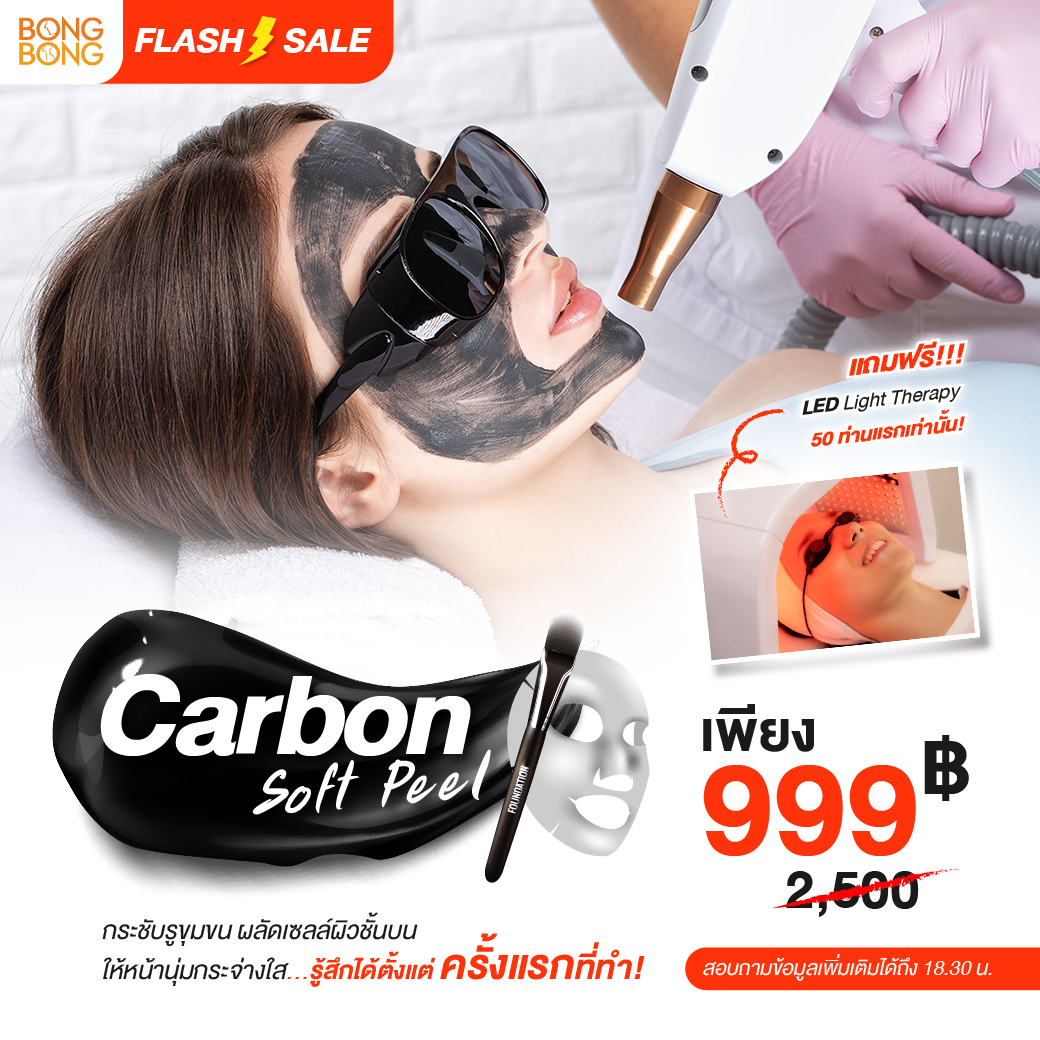 BONG
BONG
FLASH SALE
แถมฟรี!!!
LED Light Therapy
50 ท่านแรกเท่านั้น!
Carbon
Soft Peel
FOUNDATION
เพียง
999 ฿
2,500
กระชับรูขุมขน ผลัดเซลล์ผิวชั้นบน
ให้หน้านุ่มกระจ่างใส...รู้สึกได้ตั้งแต่ ครั้งแรกที่ทำ!
สอบถามข้อมูลเพิ่มเติมได้ถึง 18.30 น.